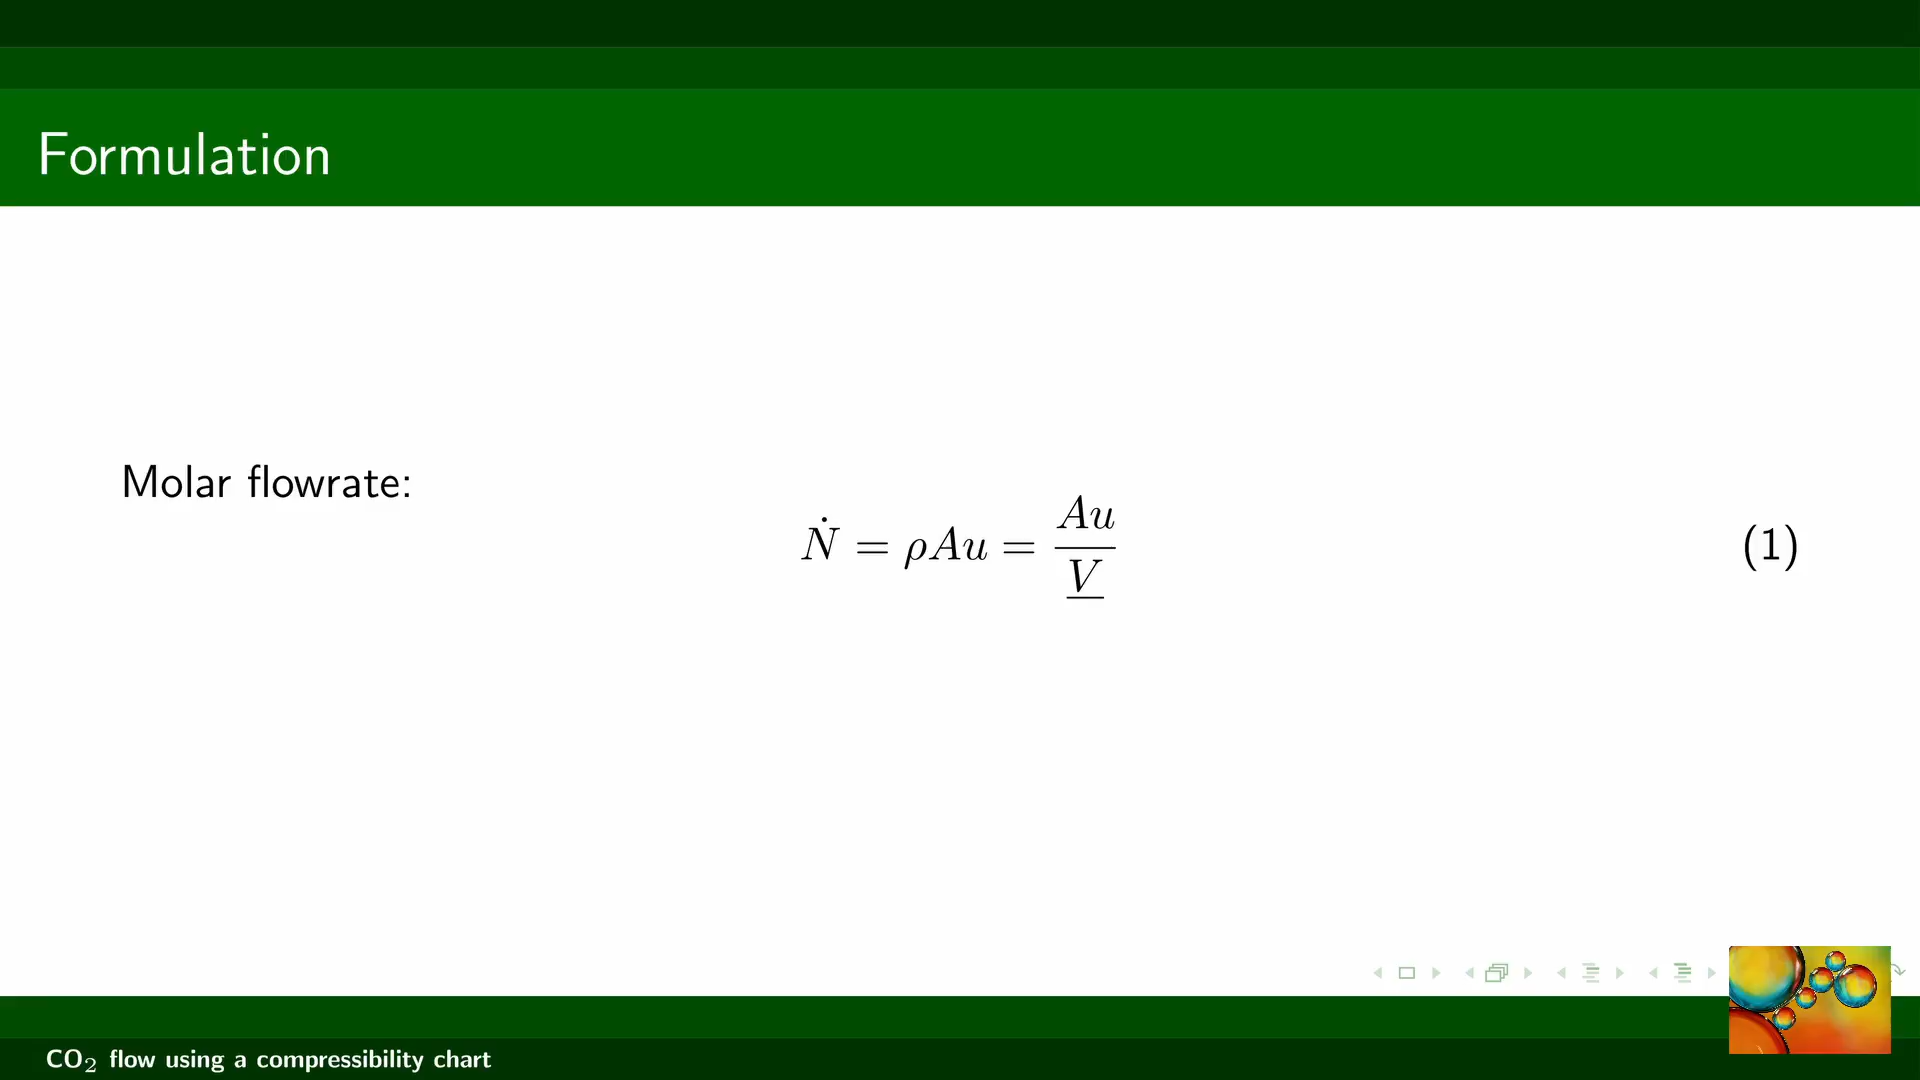 Formulation
Molar flowrate:
Ṅ = ρAu = Au / V̲ (1)
CO₂ flow using a compressibility chart